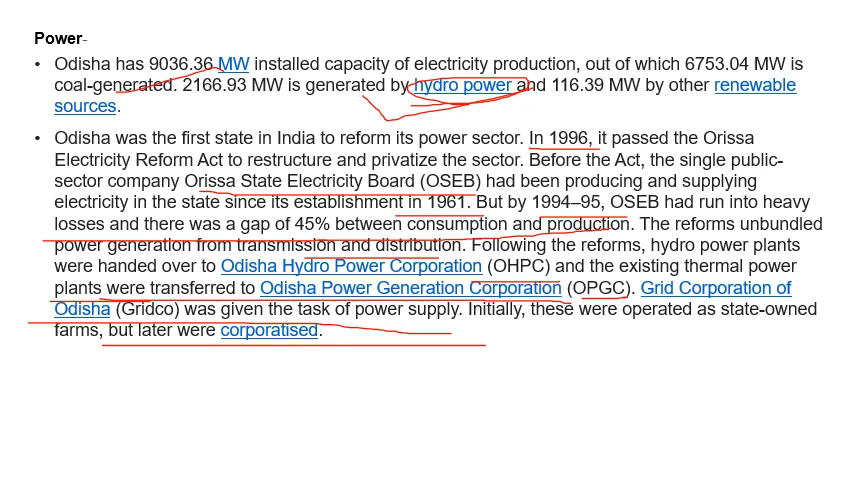 Power-
• Odisha has 9036.36 MW installed capacity of electricity production, out of which 6753.04 MW is
coal-generated. 2166.93 MW is generated by hydro power and 116.39 MW by other renewable
sources.
• Odisha was the first state in India to reform its power sector. In 1996, it passed the Orissa
Electricity Reform Act to restructure and privatize the sector. Before the Act, the single public-
sector company Orissa State Electricity Board (OSEB) had been producing and supplying
electricity in the state since its establishment in 1961. But by 1994–95, OSEB had run into heavy
losses and there was a gap of 45% between consumption and production. The reforms unbundled
power generation from transmission and distribution. Following the reforms, hydro power plants
were handed over to Odisha Hydro Power Corporation (OHPC) and the existing thermal power
plants were transferred to Odisha Power Generation Corporation (OPGC). Grid Corporation of
Odisha (Gridco) was given the task of power supply. Initially, these were operated as state-owned
farms, but later were corporatised.